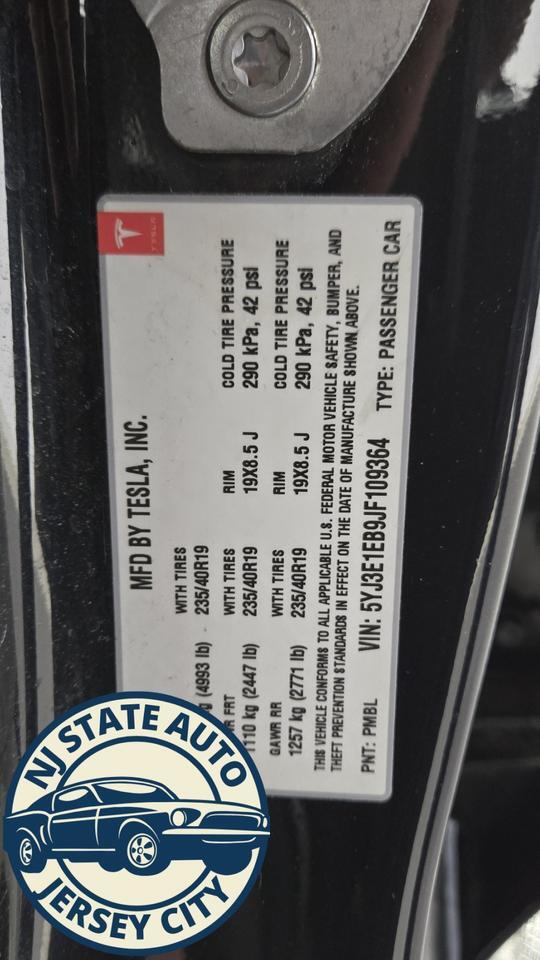 TESLA
MFD BY TESLA, INC.
WITH TIRES
(4993 lb) 235/40R19
FRT WITH TIRES RIM COLD TIRE PRESSURE
1110 kg (2447 lb) 235/40R19 19X8.5 J 290 kPa, 42 psi
GAWR RR WITH TIRES RIM COLD TIRE PRESSURE
1257 kg (2771 lb) 235/40R19 19X8.5 J 290 kPa, 42 psi
THIS VEHICLE CONFORMS TO ALL APPLICABLE U.S. FEDERAL MOTOR VEHICLE SAFETY, BUMPER, AND
THEFT PREVENTION STANDARDS IN EFFECT ON THE DATE OF MANUFACTURE SHOWN ABOVE.
PNT: PMBL VIN: 5YJ3E1EB9JF109364 TYPE: PASSENGER CAR
NJ STATE AUTO
JERSEY CITY